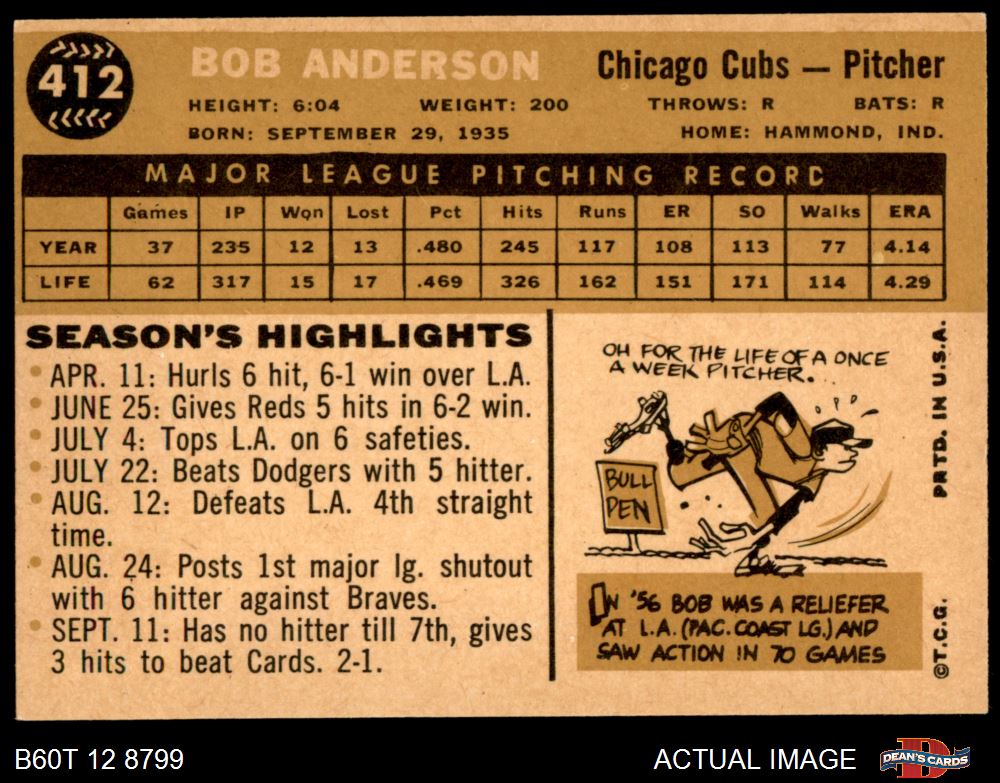 412
BOB ANDERSON
Chicago Cubs — Pitcher
HEIGHT: 6:04 WEIGHT: 200 THROWS: R BATS: R
BORN: SEPTEMBER 29, 1935 HOME: HAMMOND, IND.
MAJOR LEAGUE PITCHING RECORD
Games IP Won Lost Pct Hits Runs ER SO Walks ERA
YEAR 37 235 12 13 .480 245 117 108 113 77 4.14
LIFE 62 317 15 17 .469 326 162 151 171 114 4.29
SEASON'S HIGHLIGHTS
• APR. 11: Hurls 6 hit, 6-1 win over L.A.
• JUNE 25: Gives Reds 5 hits in 6-2 win.
• JULY 4: Tops L.A. on 6 safeties.
• JULY 22: Beats Dodgers with 5 hitter.
• AUG. 12: Defeats L.A. 4th straight
time.
• AUG. 24: Posts 1st major lg. shutout
with 6 hitter against Braves.
• SEPT. 11: Has no hitter till 7th, gives
3 hits to beat Cards. 2-1.
OH FOR THE LIFE OF A ONCE
A WEEK PITCHER...
BULL
PEN
IN '56 BOB WAS A RELIEFER
AT L.A. (PAC. COAST LG.) AND
SAW ACTION IN 70 GAMES
PRTD. IN U.S.A.
©T.C.G.
B60T 12 8799
ACTUAL IMAGE
D
DEAN'S CARDS